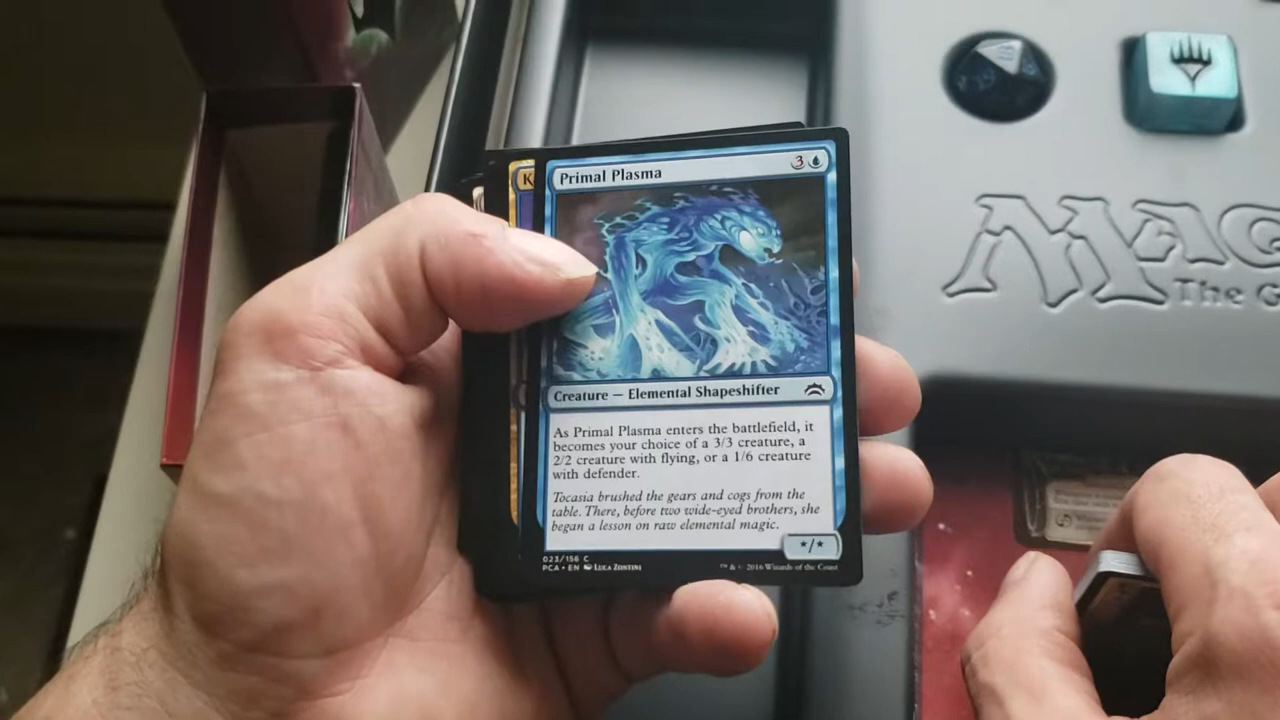 K
Primal Plasma 3
Creature — Elemental Shapeshifter
As Primal Plasma enters the battlefield, it
becomes your choice of a 3/3 creature, a
2/2 creature with flying, or a 1/6 creature
with defender.
Tocasia brushed the gears and cogs from the
table. There, before two wide-eyed brothers, she
began a lesson on raw elemental magic.
*/*
023/156 C
PCA • EN Luca Zontini
™ & © 2016 Wizards of the Coast
MAG
The G